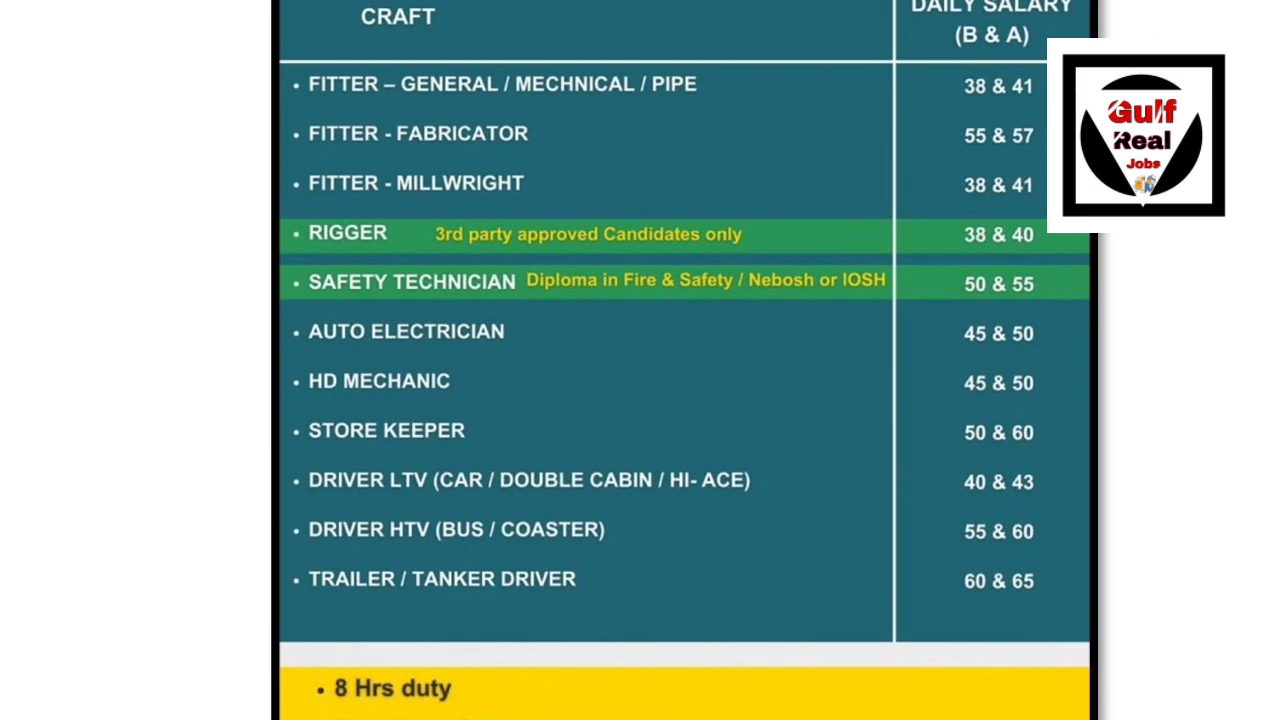 CRAFT
DAILY SALARY
(B & A)
• FITTER – GENERAL / MECHNICAL / PIPE 38 & 41
• FITTER - FABRICATOR 55 & 57
• FITTER - MILLWRIGHT 38 & 41
• RIGGER 3rd party approved Candidates only 38 & 40
• SAFETY TECHNICIAN Diploma in Fire & Safety / Nebosh or IOSH 50 & 55
• AUTO ELECTRICIAN 45 & 50
• HD MECHANIC 45 & 50
• STORE KEEPER 50 & 60
• DRIVER LTV (CAR / DOUBLE CABIN / HI- ACE) 40 & 43
• DRIVER HTV (BUS / COASTER) 55 & 60
• TRAILER / TANKER DRIVER 60 & 65
• 8 Hrs duty
Gulf
Real
Jobs